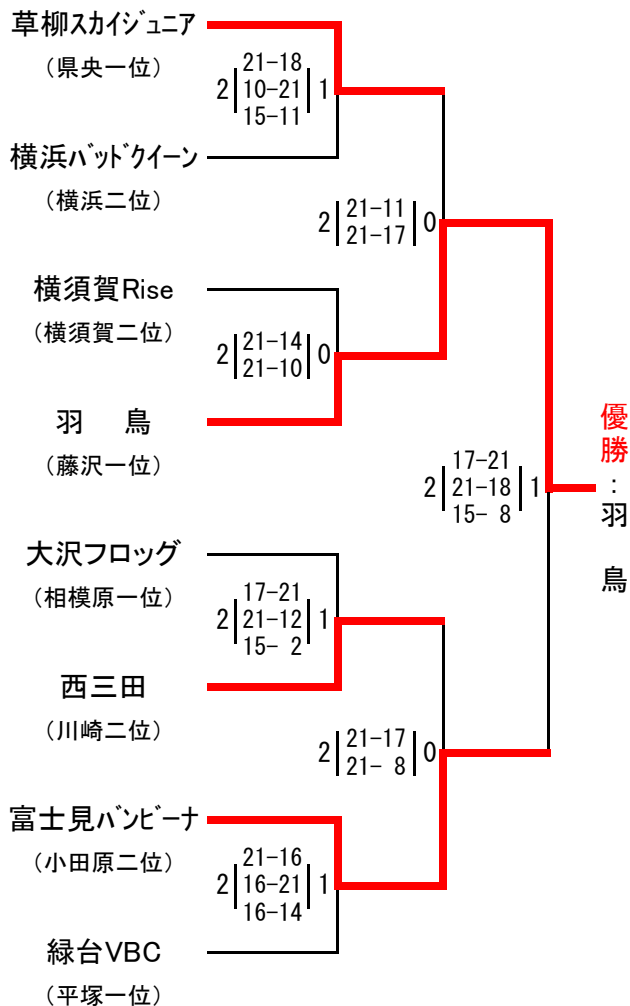 草柳スカイジュニア
（県央一位）
2 21-18 1
10-21
15-11
横浜バッドクイーン
（横浜二位）
2 21-11 0
21-17
横須賀Rise
（横須賀二位）
2 21-14 0
21-10
羽　鳥
（藤沢一位）
優勝：羽　鳥
2 17-21 1
21-18
15- 8
大沢フロッグ
（相模原一位）
2 17-21 1
21-12
15- 2
西三田
（川崎二位）
2 21-17 0
21- 8
富士見バンビーナ
（小田原二位）
2 21-16 1
16-21
16-14
緑台VBC
（平塚一位）